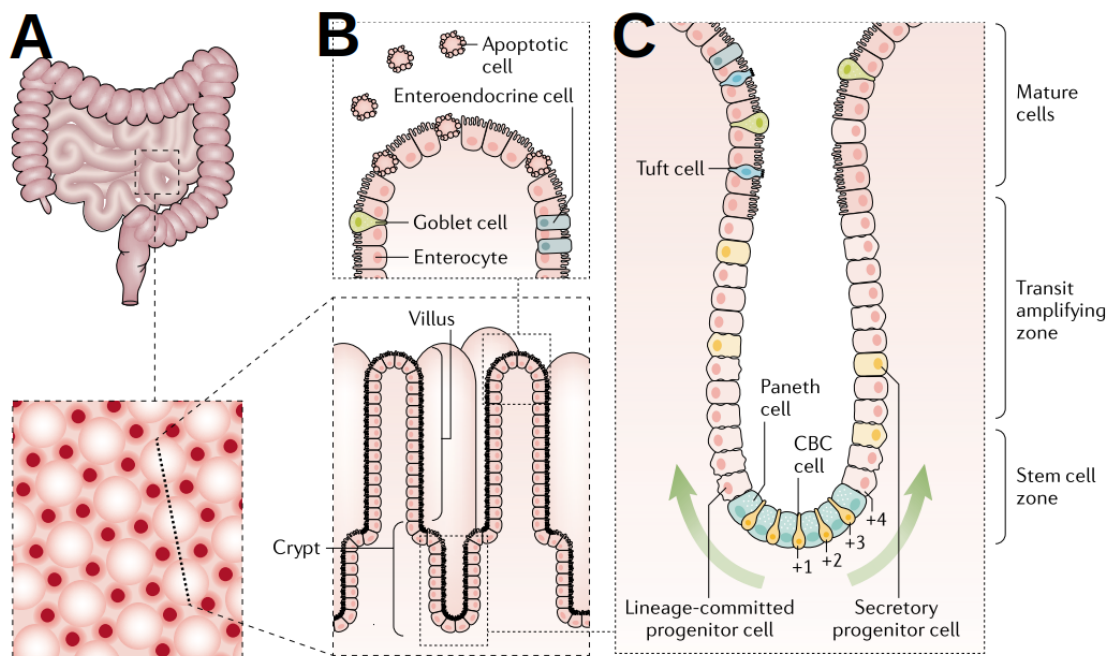 A
B
C
Apoptotic
cell
Enteroendocrine cell
Goblet cell
Enterocyte
Villus
Crypt
Mature
cells
Tuft cell
Transit
amplifying
zone
Paneth
cell
CBC
cell
Stem cell
zone
+4
+3
+2
+1
Lineage-committed
progenitor cell
Secretory
progenitor cell